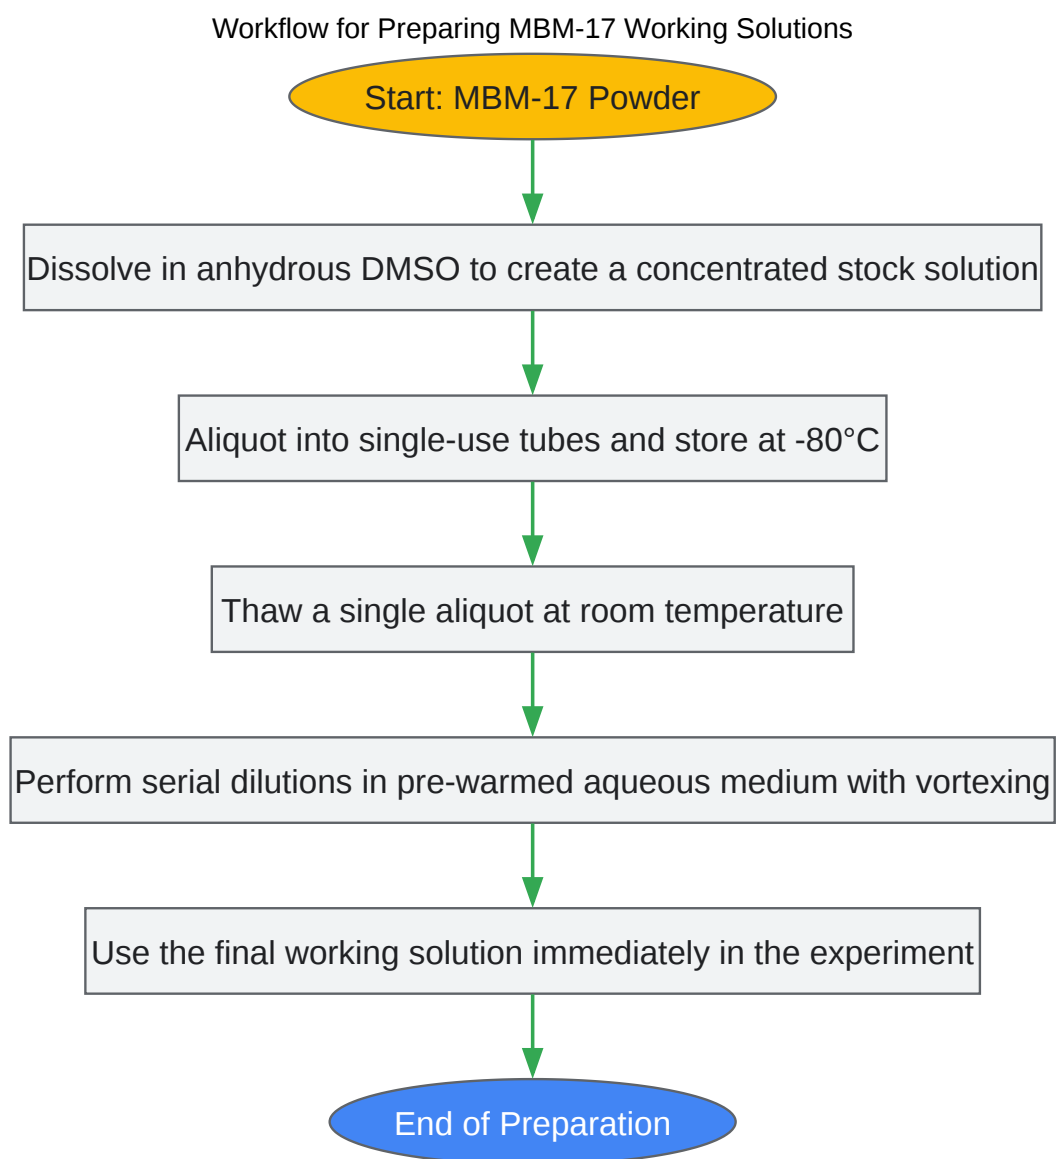 Workflow for Preparing MBM-17 Working Solutions
Start: MBM-17 Powder
Dissolve in anhydrous DMSO to create a concentrated stock solution
Aliquot into single-use tubes and store at -80°C
Thaw a single aliquot at room temperature
Perform serial dilutions in pre-warmed aqueous medium with vortexing
Use the final working solution immediately in the experiment
End of Preparation